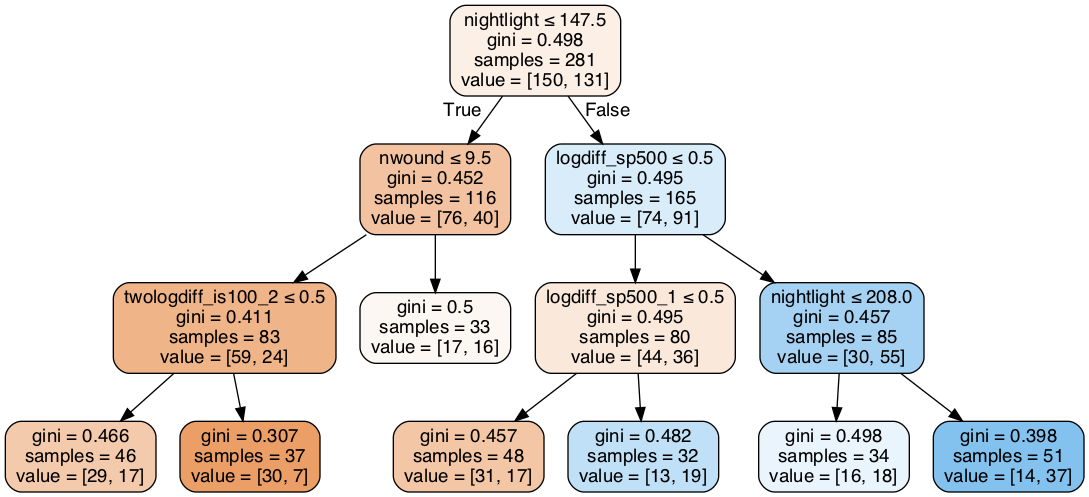 nightlight ≤ 147.5
gini = 0.498
samples = 281
value = [150, 131]
True
False
nwound ≤ 9.5
gini = 0.452
samples = 116
value = [76, 40]
logdiff_sp500 ≤ 0.5
gini = 0.495
samples = 165
value = [74, 91]
twologdiff_is100_2 ≤ 0.5
gini = 0.411
samples = 83
value = [59, 24]
gini = 0.5
samples = 33
value = [17, 16]
logdiff_sp500_1 ≤ 0.5
gini = 0.495
samples = 80
value = [44, 36]
nightlight ≤ 208.0
gini = 0.457
samples = 85
value = [30, 55]
gini = 0.466
samples = 46
value = [29, 17]
gini = 0.307
samples = 37
value = [30, 7]
gini = 0.457
samples = 48
value = [31, 17]
gini = 0.482
samples = 32
value = [13, 19]
gini = 0.498
samples = 34
value = [16, 18]
gini = 0.398
samples = 51
value = [14, 37]